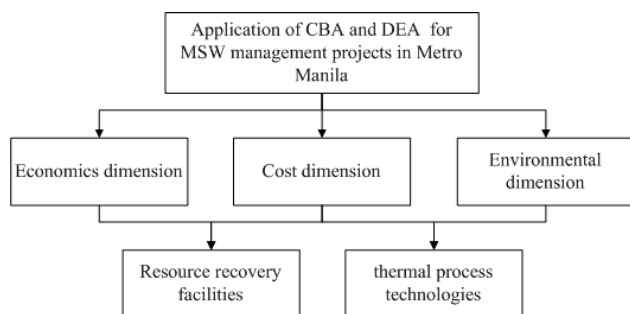 Application of CBA and DEA for
MSW management projects in Metro
Manila
Economics dimension
Cost dimension
Environmental
dimension
Resource recovery
facilities
thermal process
technologies